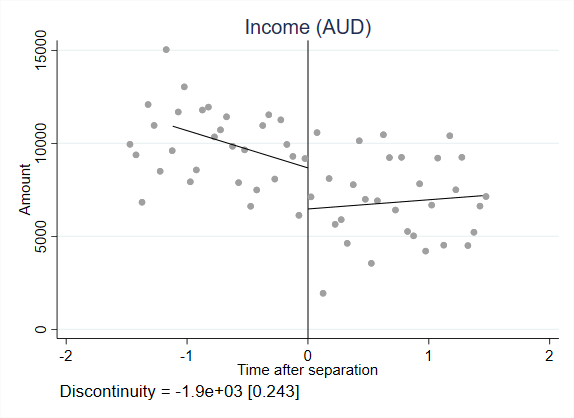 Income (AUD)
15000
10000
5000
0
Amount
-2 -1 0 1 2
Time after separation
Discontinuity = -1.9e+03 [0.243]